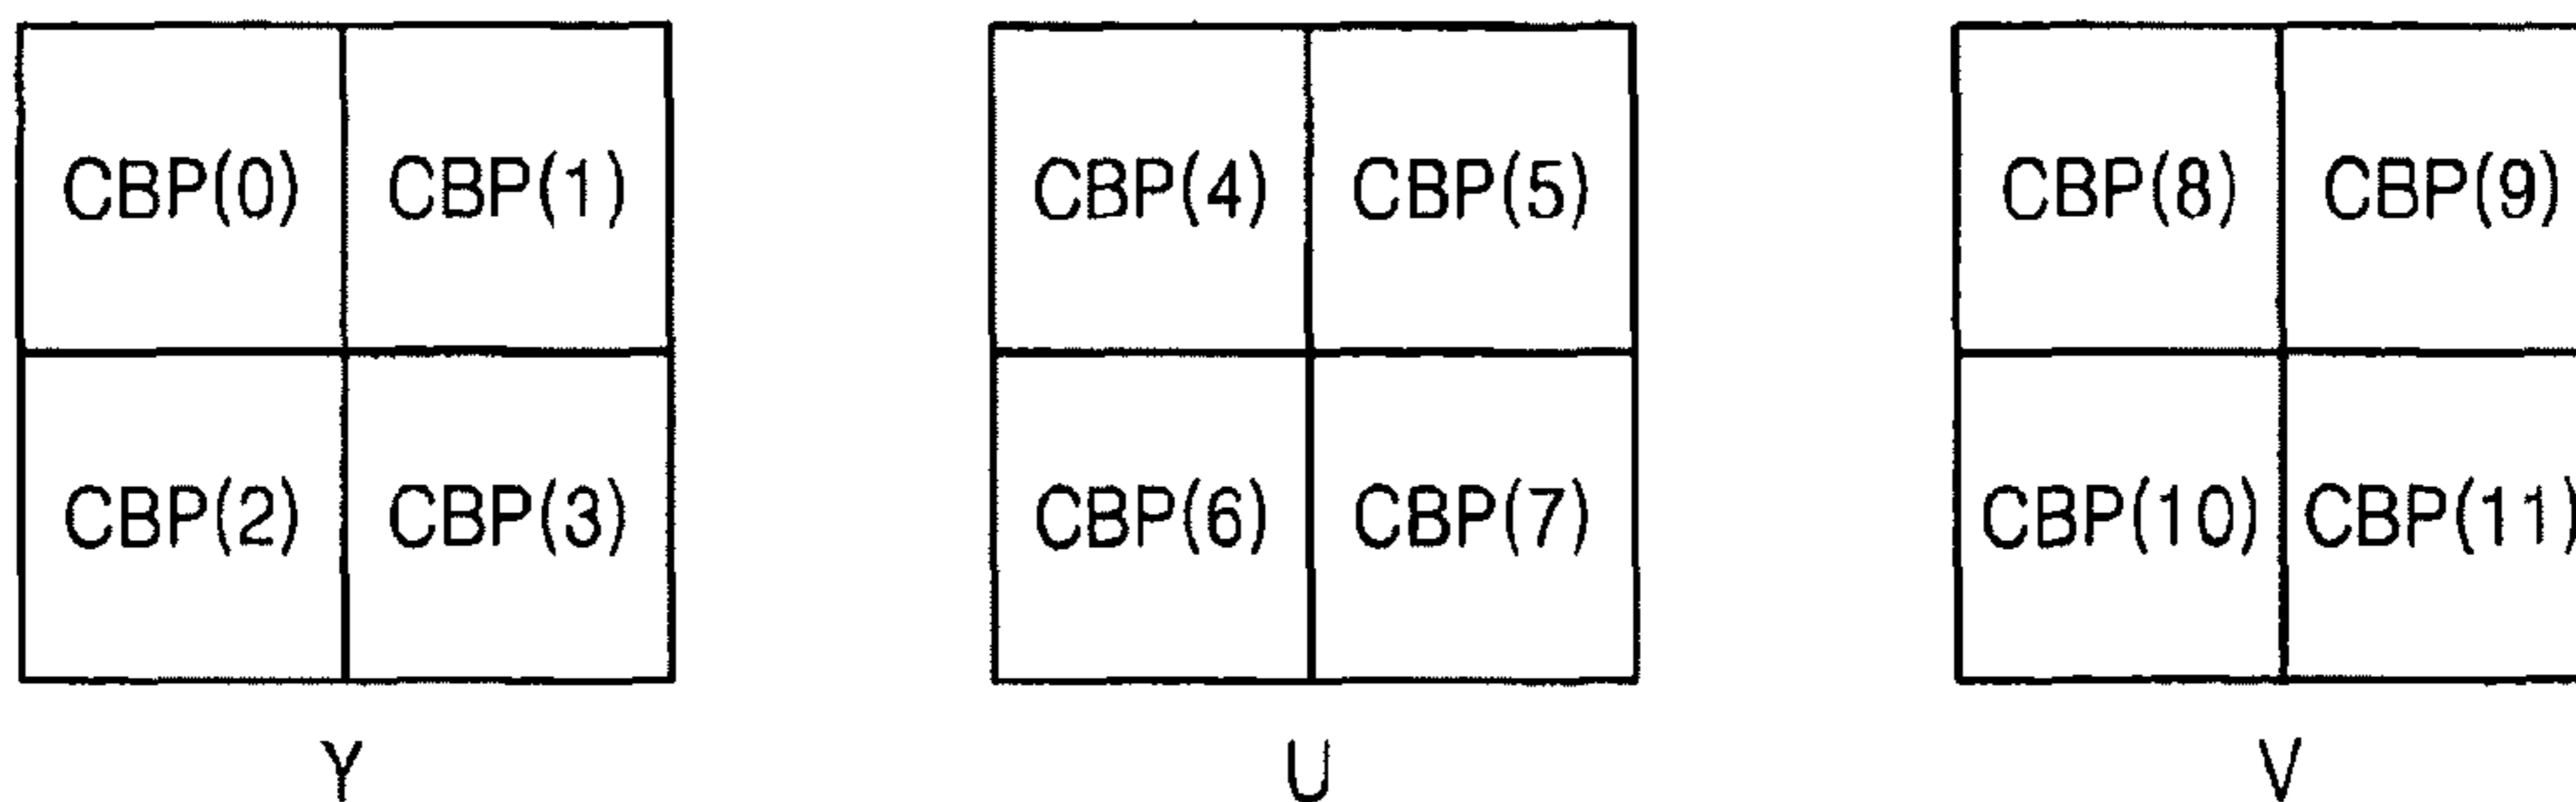 CBP(0) CBP(1) CBP(4) CBP(5) CBP(8) CBP(9)
CBP(2) CBP(3) CBP(6) CBP(7) CBP(10) CBP(11)
Y U V